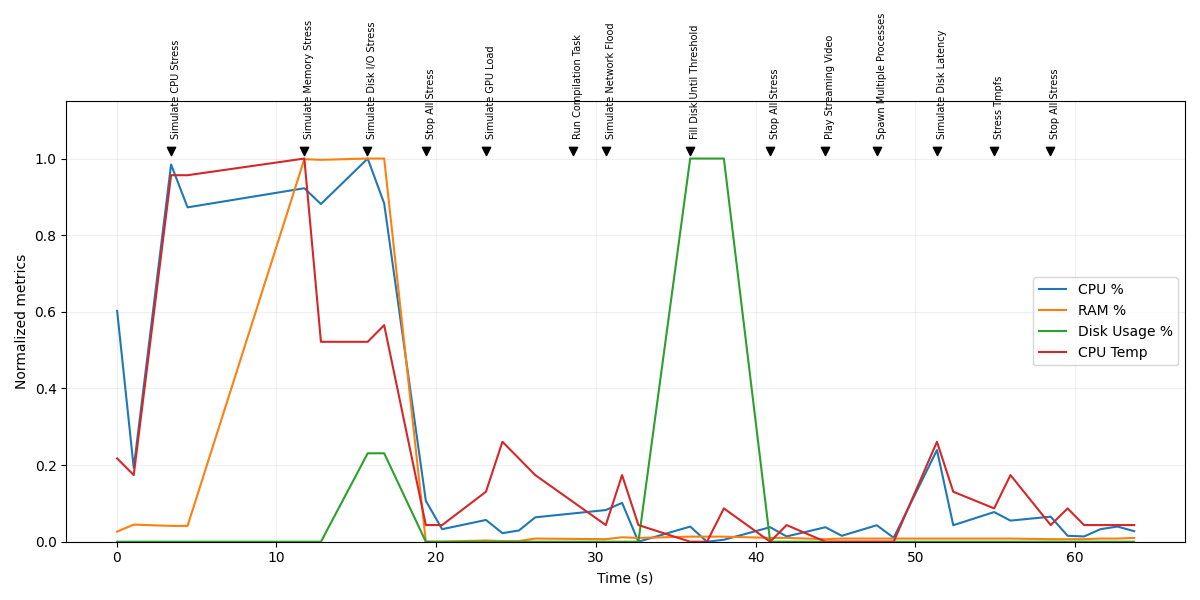 Simulate CPU Stress
Simulate Memory Stress
Simulate Disk I/O Stress
Stop All Stress
Simulate GPU Load
Run Compilation Task
Simulate Network Flood
Fill Disk Until Threshold
Stop All Stress
Play Streaming Video
Spawn Multiple Processes
Simulate Disk Latency
Stress Tmpfs
Stop All Stress
1.0
0.8
0.6
0.4
0.2
0.0
Normalized metrics
CPU %
RAM %
Disk Usage %
CPU Temp
0 10 20 30 40 50 60
Time (s)